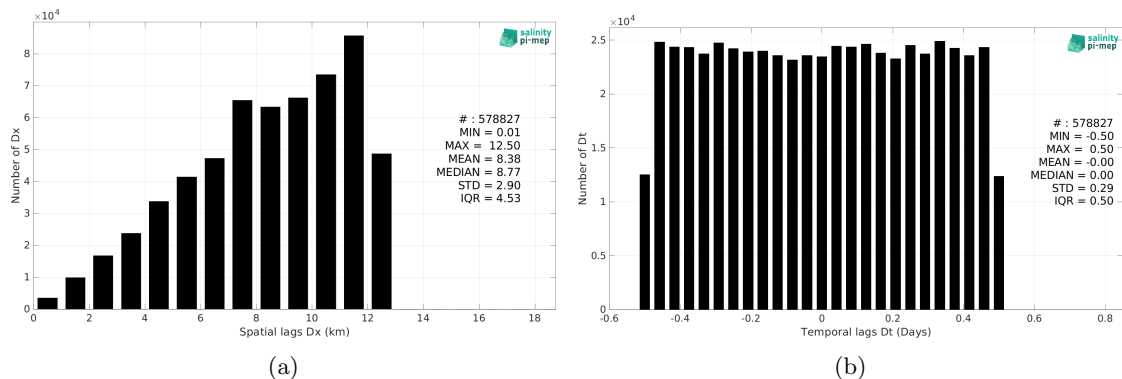 ×10⁴
9
8
7
6
5
4
3
2
1
0
Number of Dx
0 2 4 6 8 10 12 14 16 18
Spatial lags Dx (km)
salinity
pi-mep
# : 578827
MIN = 0.01
MAX = 12.50
MEAN = 8.38
MEDIAN = 8.77
STD = 2.90
IQR = 4.53
(a)
×10⁴
2.5
2
1.5
1
0.5
0
Number of Dt
-0.6 -0.4 -0.2 0 0.2 0.4 0.6 0.8
Temporal lags Dt (Days)
salinity
pi-mep
# : 578827
MIN = -0.50
MAX = 0.50
MEAN = -0.00
MEDIAN = 0.00
STD = 0.29
IQR = 0.50
(b)